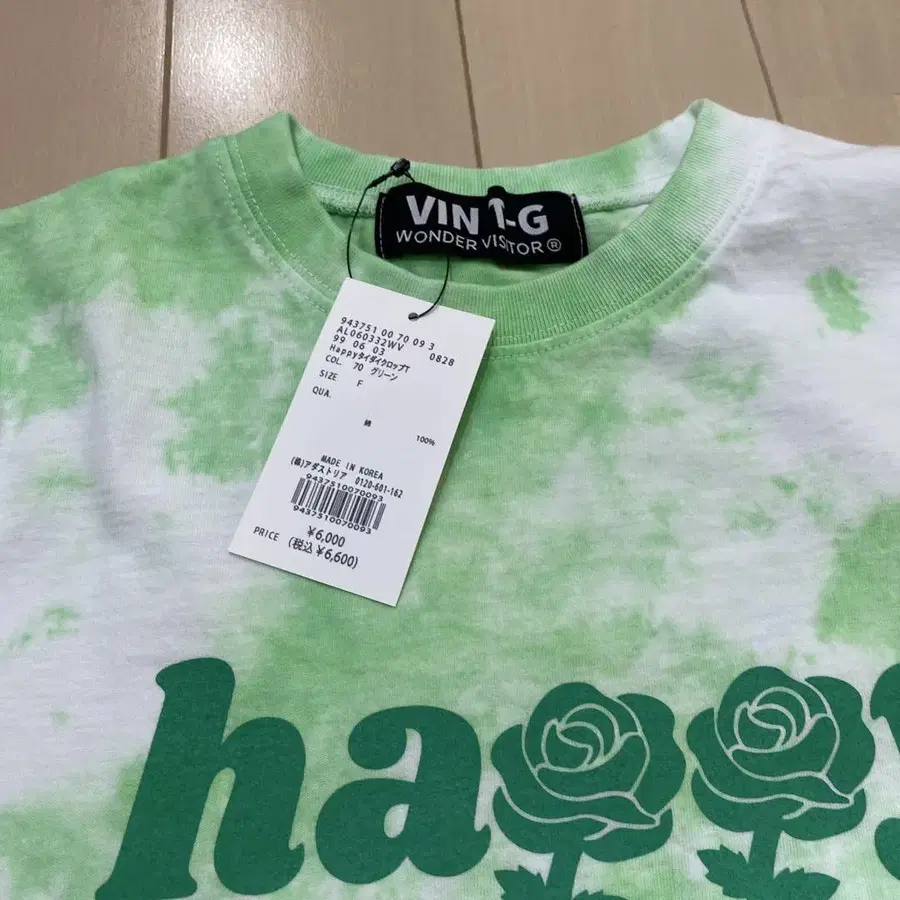 VIN T-G
WONDER VISITOR®
943751 00 70 09 3
AL060332WV 0828
99 06 03
HappyタイダイクロップT
COL. 70 グリーン
SIZE F
QUA.
綿 100%
MADE IN KOREA
(株)アダストリア 0120-601-162
9437510070093
9437510070093
PRICE ¥6,000
(税込 ¥6,600)
happy